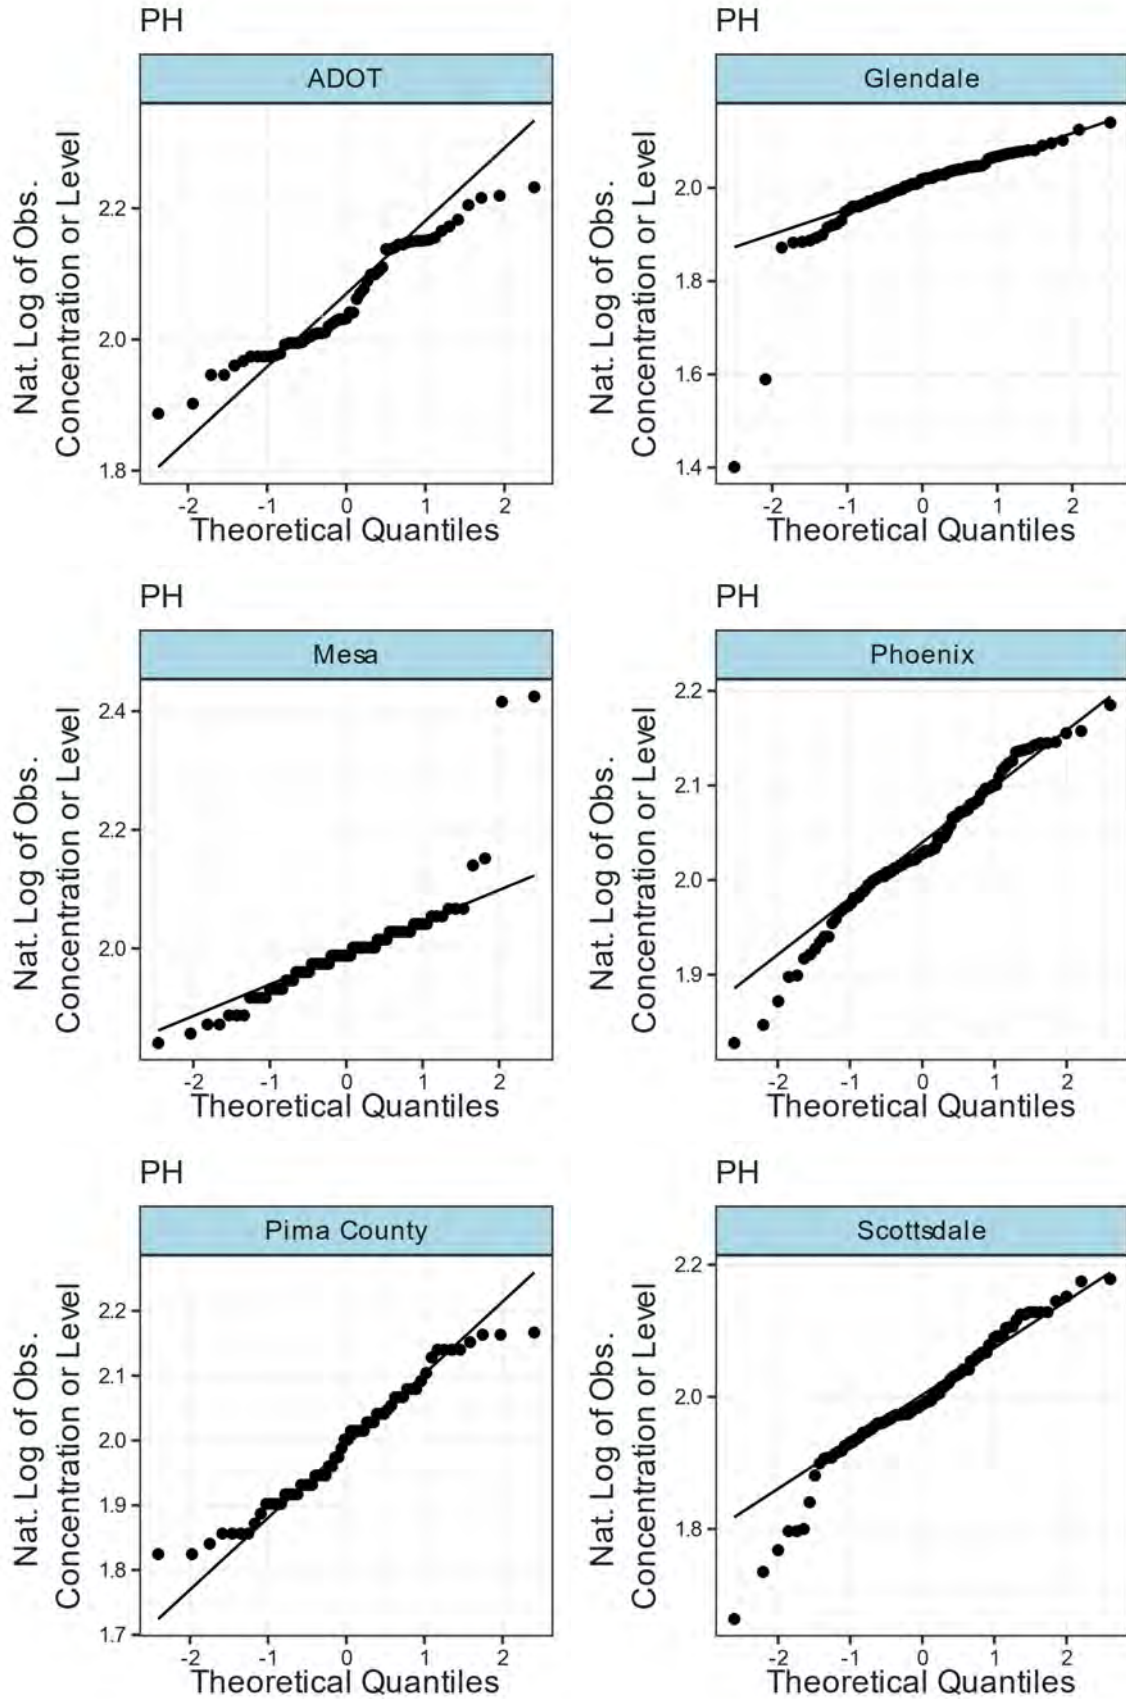 PH
ADOT
Nat. Log of Obs.
Concentration or Level
2.2
2.0
1.8
-2 -1 0 1 2
Theoretical Quantiles
PH
Glendale
Nat. Log of Obs.
Concentration or Level
2.0
1.8
1.6
1.4
-2 -1 0 1 2
Theoretical Quantiles
PH
Mesa
Nat. Log of Obs.
Concentration or Level
2.4
2.2
2.0
-2 -1 0 1 2
Theoretical Quantiles
PH
Phoenix
Nat. Log of Obs.
Concentration or Level
2.2
2.1
2.0
1.9
-2 -1 0 1 2
Theoretical Quantiles
PH
Pima County
Nat. Log of Obs.
Concentration or Level
2.2
2.1
2.0
1.9
1.8
1.7
-2 -1 0 1 2
Theoretical Quantiles
PH
Scottsdale
Nat. Log of Obs.
Concentration or Level
2.2
2.0
1.8
-2 -1 0 1 2
Theoretical Quantiles